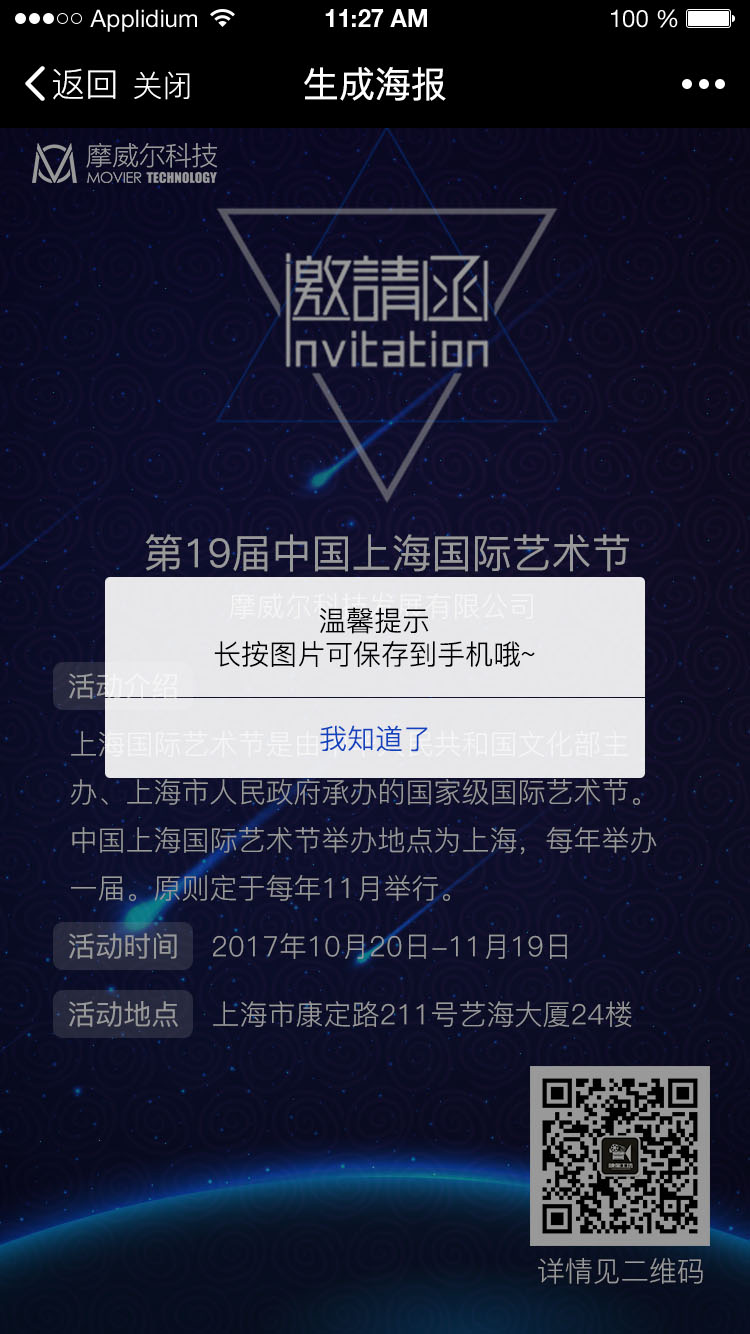 Applidium 11:27 AM 100 %
返回 关闭 生成海报
摩威尔科技
MOVIER TECHNOLOGY
邀請函
Invitation
第19届中国上海国际艺术节
摩威尔科技发展有限公司
温馨提示
长按图片可保存到手机哦~
我知道了
活动介绍
上海国际艺术节是由 民共和国文化部主
办、上海市人民政府承办的国家级国际艺术节。
中国上海国际艺术节举办地点为上海，每年举办
一届。原则定于每年11月举行。
活动时间 2017年10月20日-11月19日
活动地点 上海市康定路211号艺海大厦24楼
详情见二维码